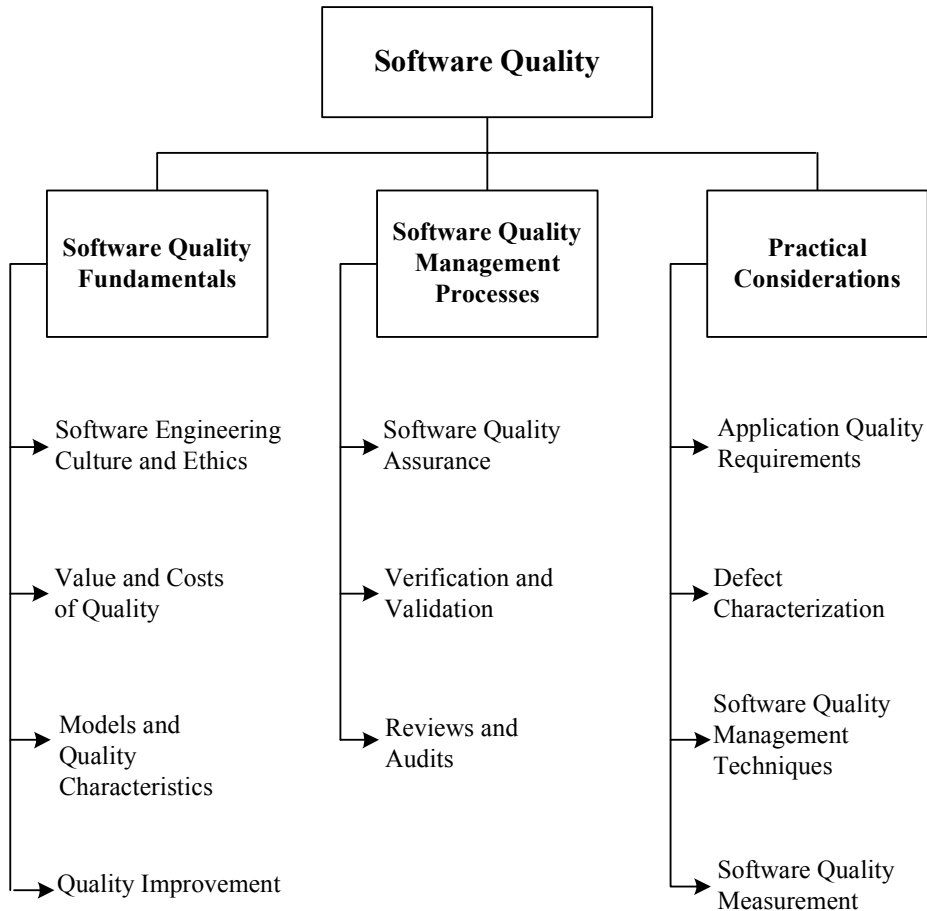 Software Quality
Software Quality
Fundamentals
Software Engineering
Culture and Ethics
Value and Costs
of Quality
Models and
Quality
Characteristics
Quality Improvement
Software Quality
Management
Processes
Software Quality
Assurance
Verification and
Validation
Reviews and
Audits
Practical
Considerations
Application Quality
Requirements
Defect
Characterization
Software Quality
Management
Techniques
Software Quality
Measurement